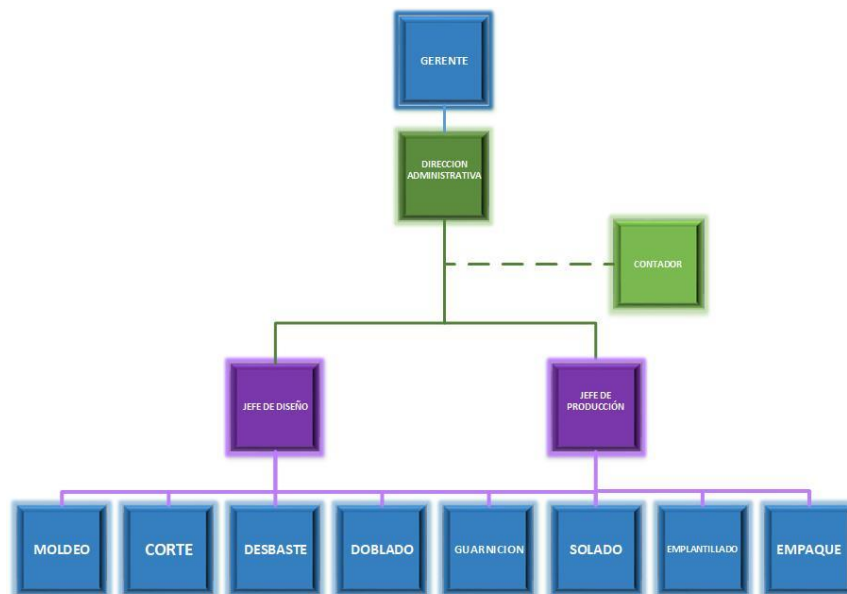 GERENTE
DIRECCION
ADMINISTRATIVA
CONTADOR
JEFE DE DISEÑO
JEFE DE
PRODUCCIÓN
MOLDEO
CORTE
DESBASTE
DOBLADO
GUARNICION
SOLADO
EMPLANTILLADO
EMPAQUE